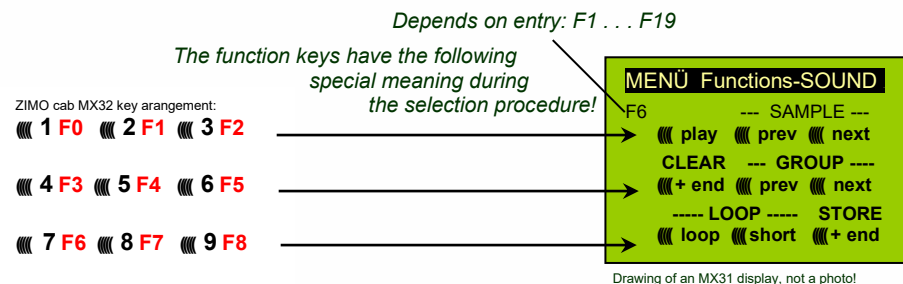 Depends on entry: F1 . . . F19
The function keys have the following
special meaning during
the selection procedure!
ZIMO cab MX32 key arangement:
1 F0 2 F1 3 F2
4 F3 5 F4 6 F5
7 F6 8 F7 9 F8
MENÜ Functions-SOUND
F6 --- SAMPLE ---
play prev next
CLEAR --- GROUP ----
+ end prev next
----- LOOP ----- STORE
loop short + end
Drawing of an MX31 display, not a photo!